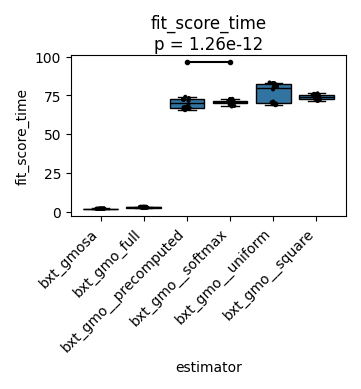 fit_score_time
p = 1.26e-12
100
75
50
25
0
fit_score_time
bxt_gmosa
bxt_gmo_full
bxt_gmo__precomputed
bxt_gmo__softmax
bxt_gmo__uniform
bxt_gmo__square
estimator